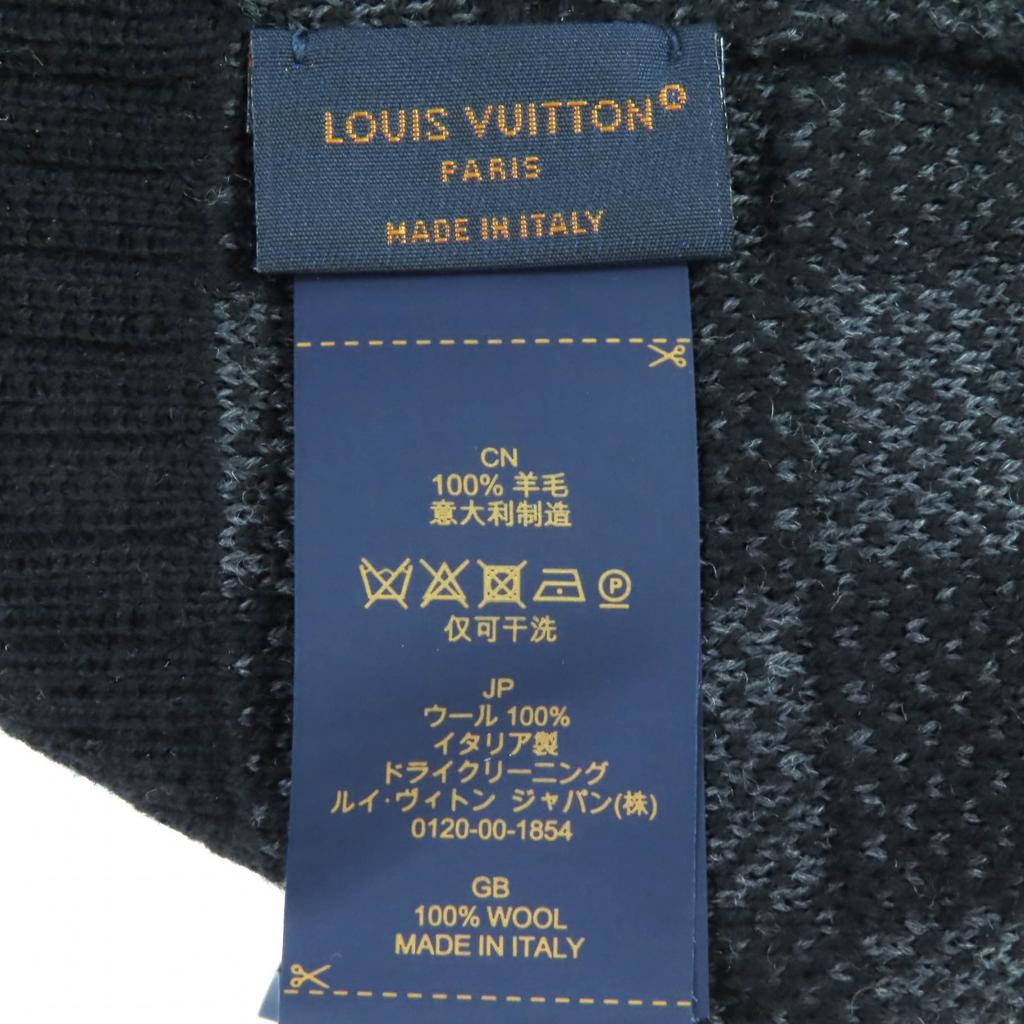 LOUIS VUITTON
PARIS
MADE IN ITALY
CN
100% 羊毛
意大利制造
P
仅可干洗
JP
ウール 100%
イタリア製
ドライクリーニング
ルイ・ヴィトン ジャパン(株)
0120-00-1854
GB
100% WOOL
MADE IN ITALY